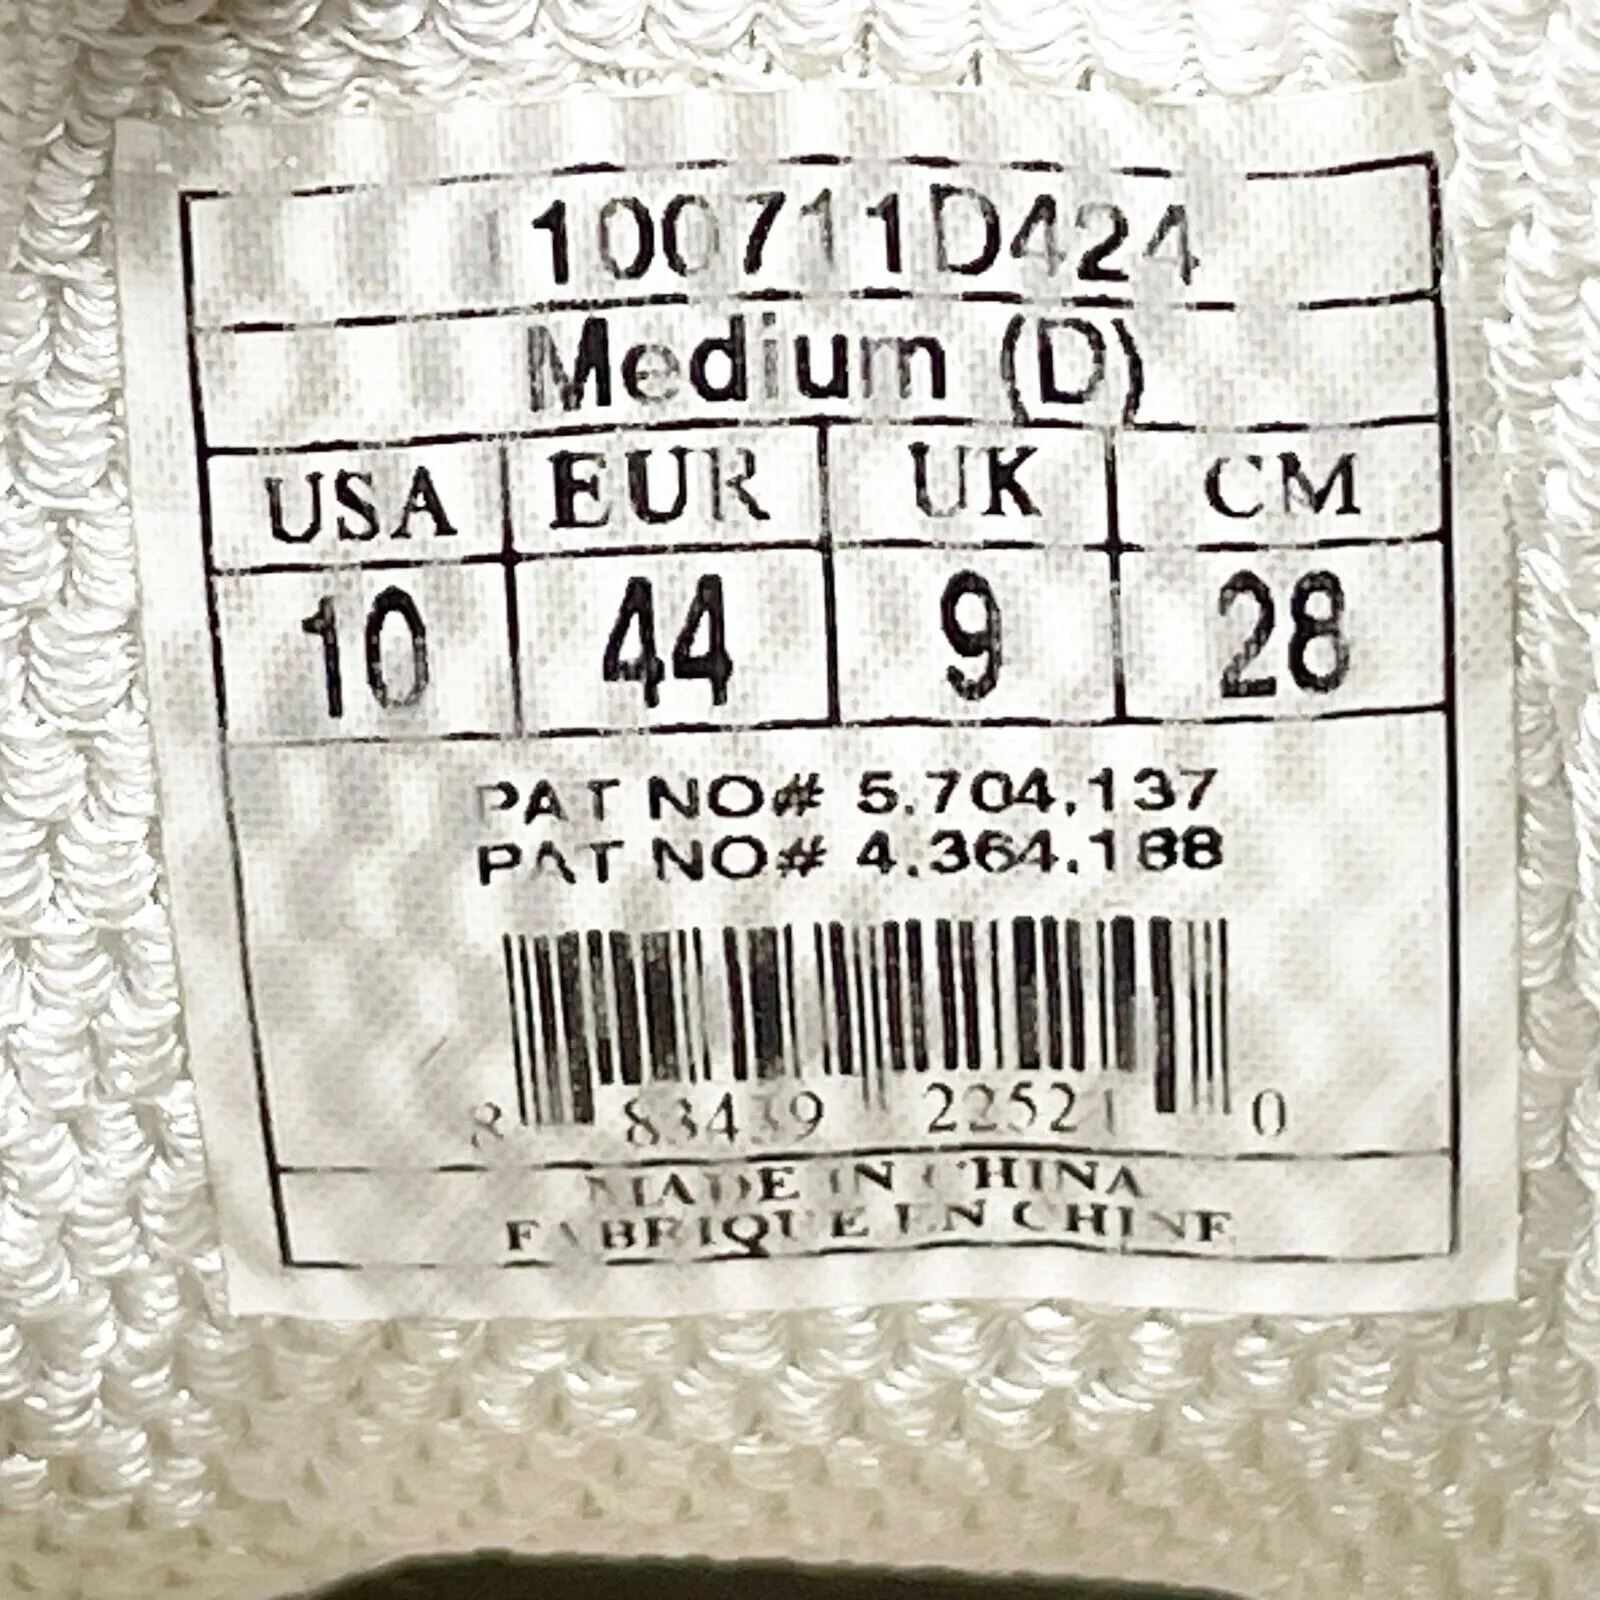 100711D424
Medium (D)
USA EUR UK CM
10 44 9 28
PAT NO# 5.704.137
PAT NO# 4.364.188
8 83439 22521 0
MADE IN CHINA
FABRIQUE EN CHINE